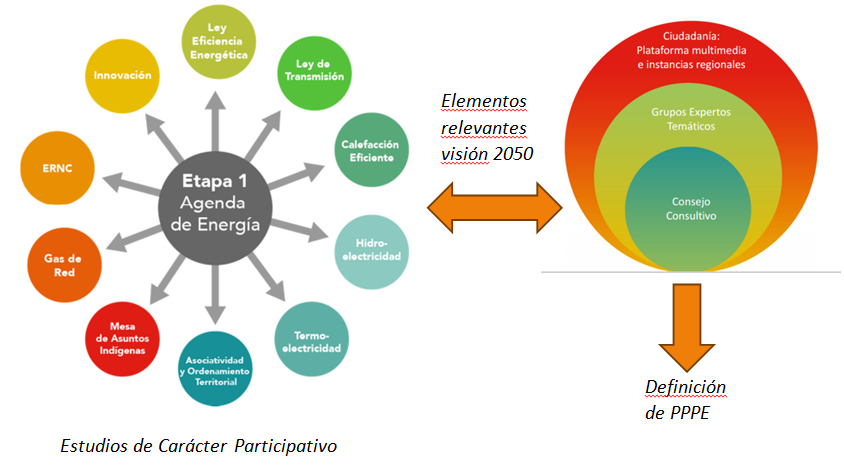 Ley
Eficiencia
Energética
Ley de
Transmisión
Calefacción
Eficiente
Hidro-
electricidad
Termo-
electricidad
Asociatividad
y Ordenamiento
Territorial
Mesa
de Asuntos
Indígenas
Gas de
Red
ERNC
Innovación
Etapa 1
Agenda
de Energía
Estudios de Carácter Participativo
Elementos
relevantes
visión 2050
Ciudadanía:
Plataforma multimedia
e instancias regionales
Grupos Expertos
Temáticos
Consejo
Consultivo
Definición
de PPPE